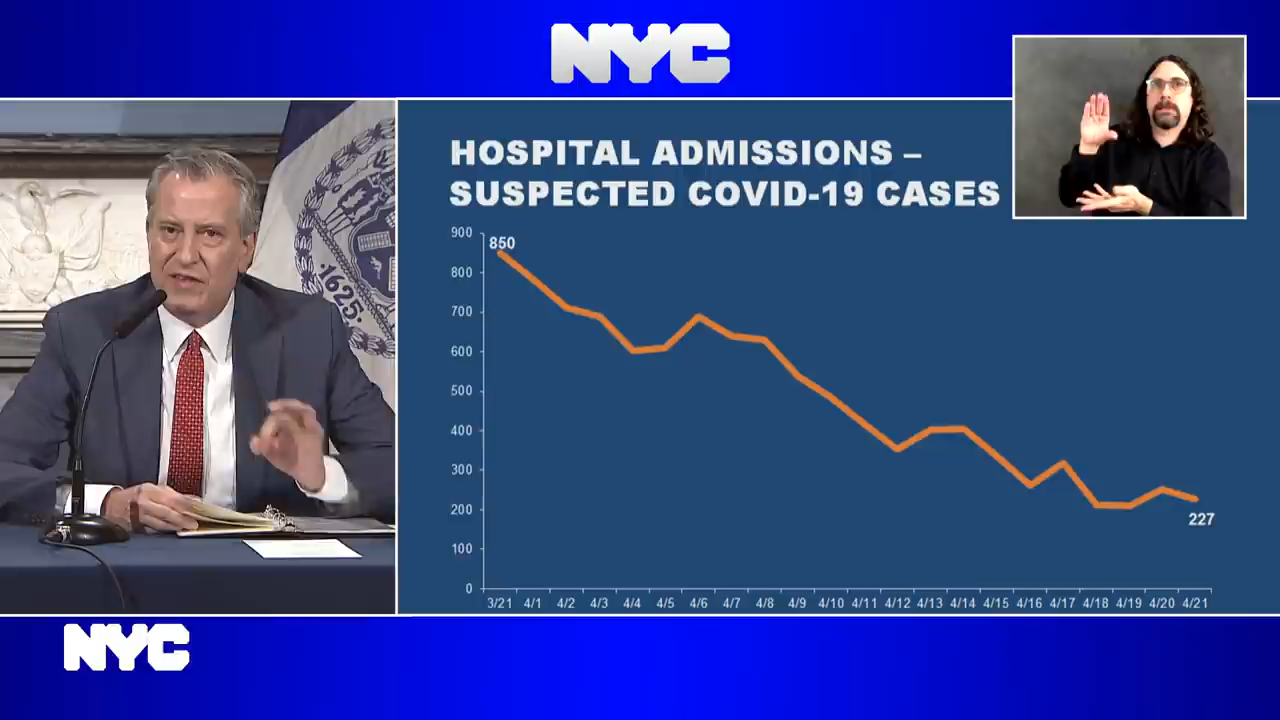 NYC
HOSPITAL ADMISSIONS –
SUSPECTED COVID-19 CASES
900
800
700
600
500
400
300
200
100
0
850
227
3/21 4/1 4/2 4/3 4/4 4/5 4/6 4/7 4/8 4/9 4/10 4/11 4/12 4/13 4/14 4/15 4/16 4/17 4/18 4/19 4/20 4/21
·1625·
NYC